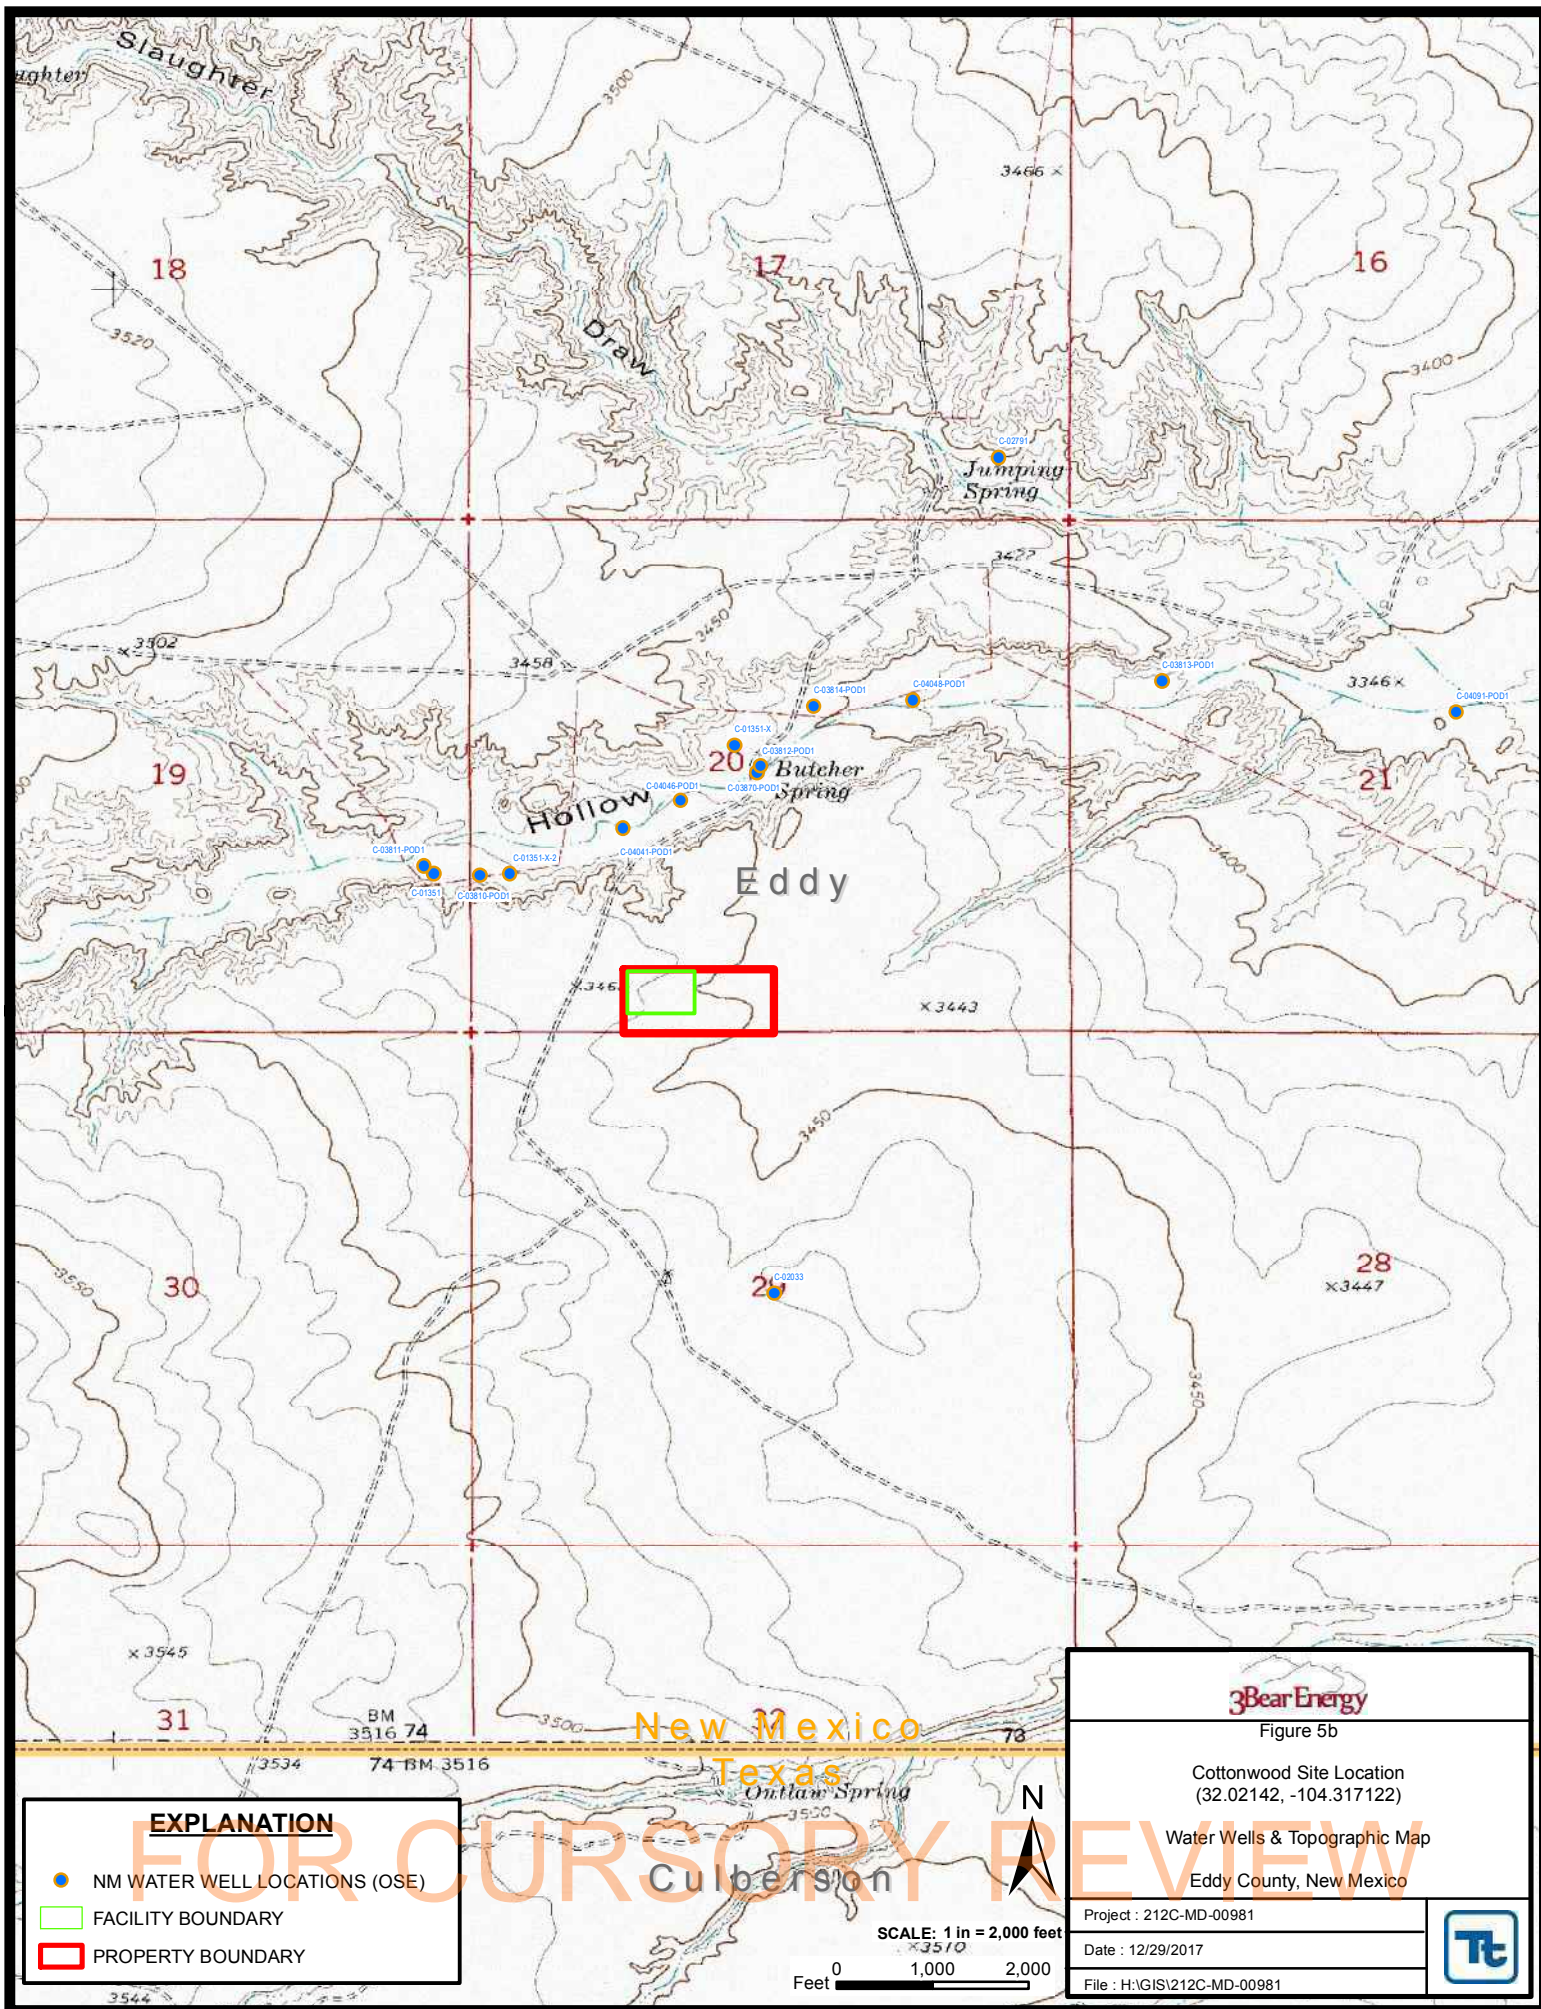 Slaughter
ughter
3500
3466
18
17
16
3520
Draw
3400
C-02791
Jumping
Spring
3427
3502
3450
3458
C-03813-POD1
3346
C-04091-POD1
C-03814-POD1
C-04048-POD1
C-01351-X
20
C-03812-POD1
19
Butcher
Spring
21
C-04046-POD1
C-03870-POD1
Hollow
C-04041-POD1
C-03811-POD1
C-01351-X-2
C-01351
C-03810-POD1
3400
Eddy
3443
3450
3550
30
29
C-02033
28
3447
3450
3545
31
BM
3516 74
3500
32
New Mexico
73
3534
74 BM 3516
Texas
Outlaw Spring
Culberson
3570
3544
EXPLANATION
NM WATER WELL LOCATIONS (OSE)
FACILITY BOUNDARY
PROPERTY BOUNDARY
FOR CURSORY REVIEW
N
SCALE: 1 in = 2,000 feet
0 1,000 2,000
Feet
3Bear Energy
Figure 5b
Cottonwood Site Location
(32.02142, -104.317122)
Water Wells & Topographic Map
Eddy County, New Mexico
Project : 212C-MD-00981
Date : 12/29/2017
File : H:\GIS\212C-MD-00981
Tt